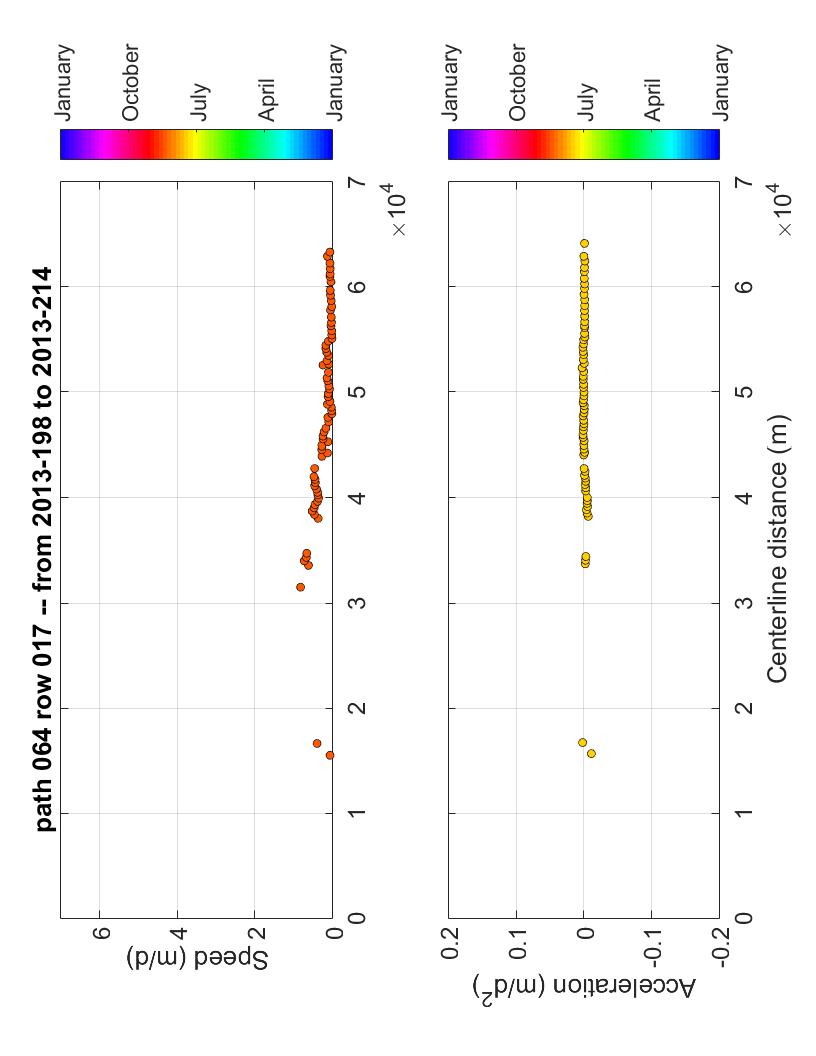 path 064 row 017 -- from 2013-198 to 2013-214
Speed (m/d)
6
4
2
0
0
1
2
3
4
5
6
7
×10^4
January
October
July
April
January
Acceleration (m/d²)
0.2
0.1
0
-0.1
-0.2
0
1
2
3
4
5
6
7
×10^4
Centerline distance (m)
January
October
July
April
January